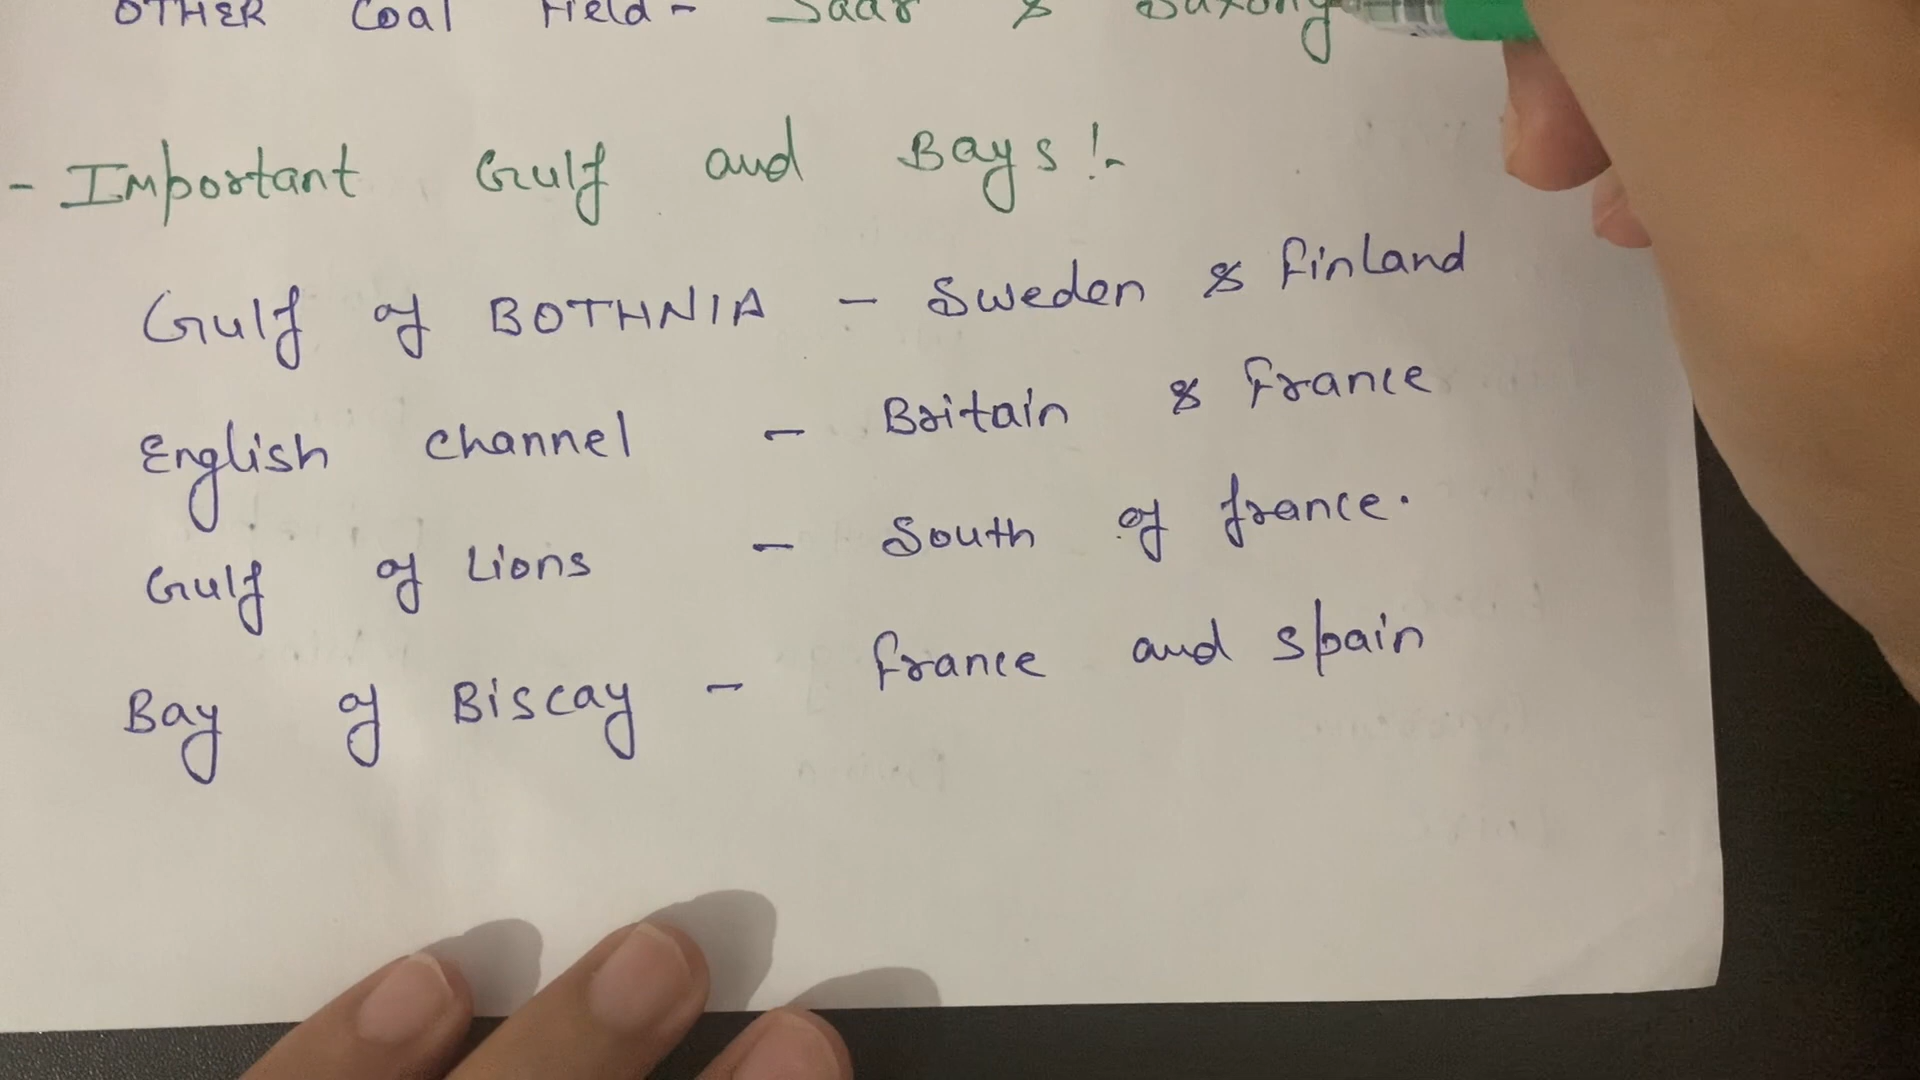 OTHER Coal Field - Saar & Saxony
- Important Gulf and Bays :-
Gulf of BOTHNIA - Sweden & Finland
English channel - Britain & France
Gulf of Lions - South of france.
Bay of Biscay - france and spain